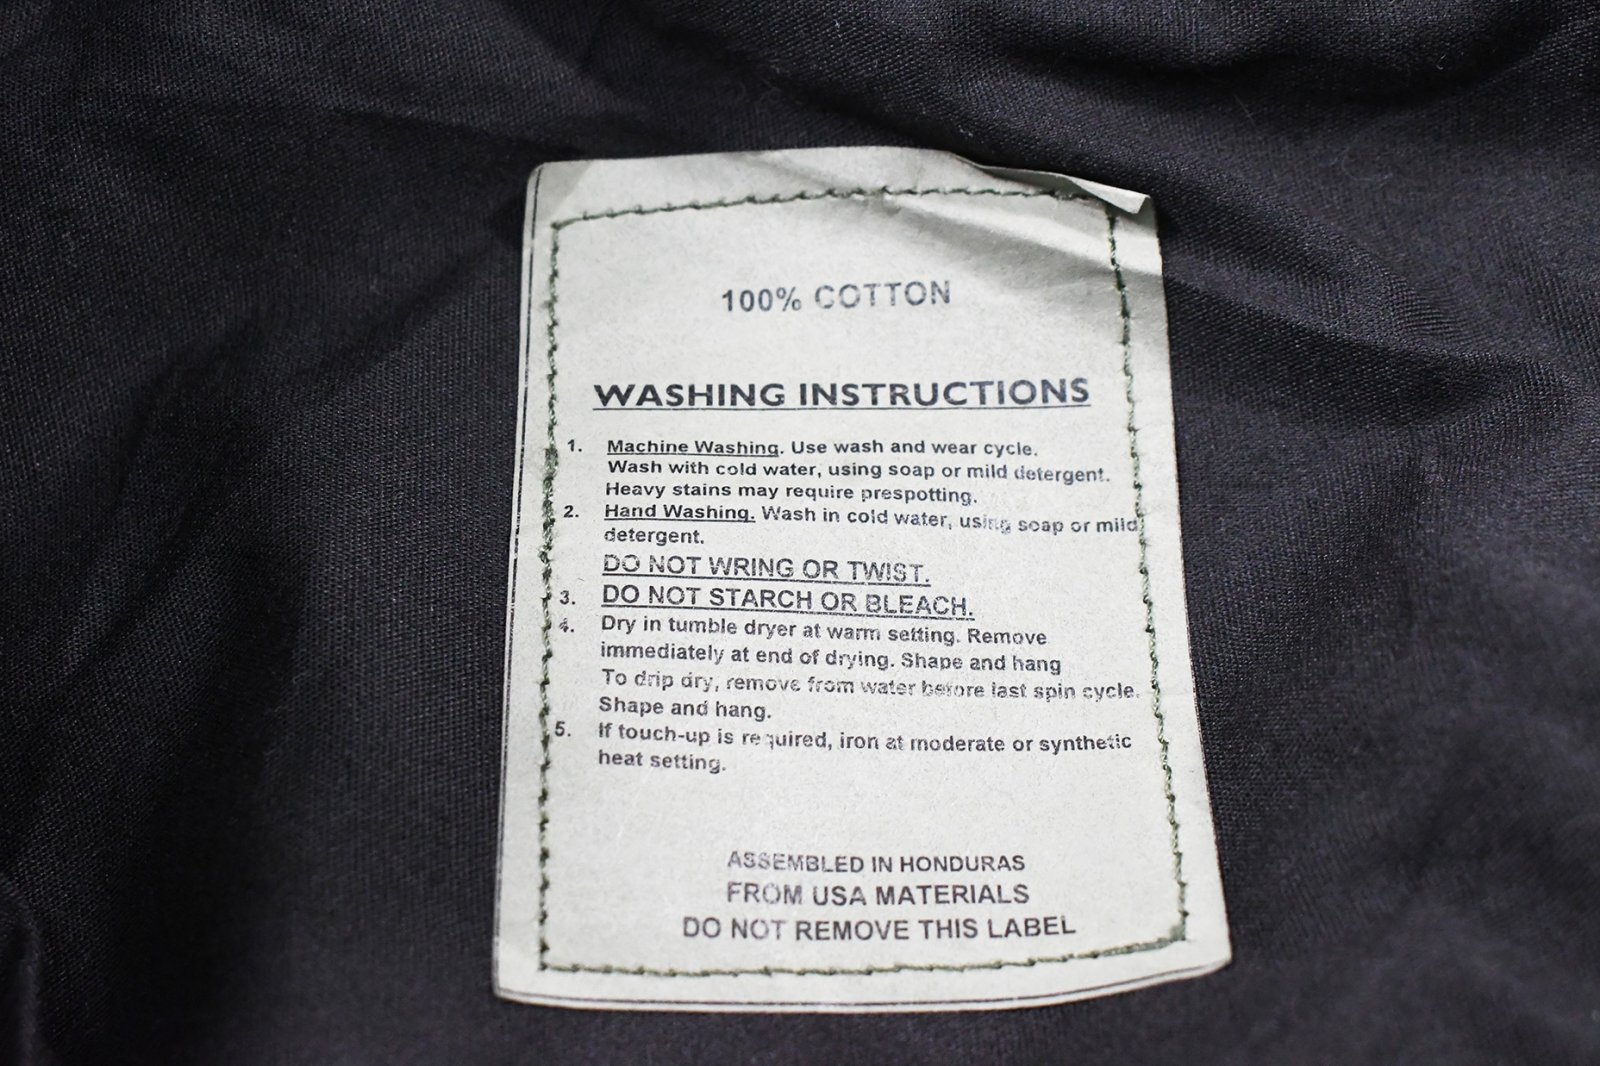 100% COTTON
WASHING INSTRUCTIONS
1. Machine Washing. Use wash and wear cycle.
Wash with cold water, using soap or mild detergent.
Heavy stains may require prespotting.
2. Hand Washing. Wash in cold water, using soap or mild
detergent.
DO NOT WRING OR TWIST.
3. DO NOT STARCH OR BLEACH.
4. Dry in tumble dryer at warm setting. Remove
immediately at end of drying. Shape and hang
To drip dry, remove from water before last spin cycle.
Shape and hang.
5. If touch-up is required, iron at moderate or synthetic
heat setting.
ASSEMBLED IN HONDURAS
FROM USA MATERIALS
DO NOT REMOVE THIS LABEL